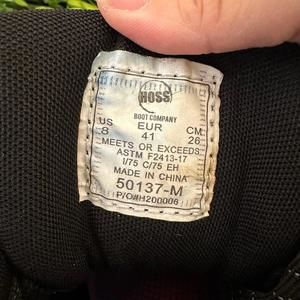 HOSS
BOOT COMPANY
US EUR CM
8 41 26
MEETS OR EXCEEDS
ASTM F2413-17
I/75 C/75 EH
MADE IN CHINA
50137-M
P/O#H200006